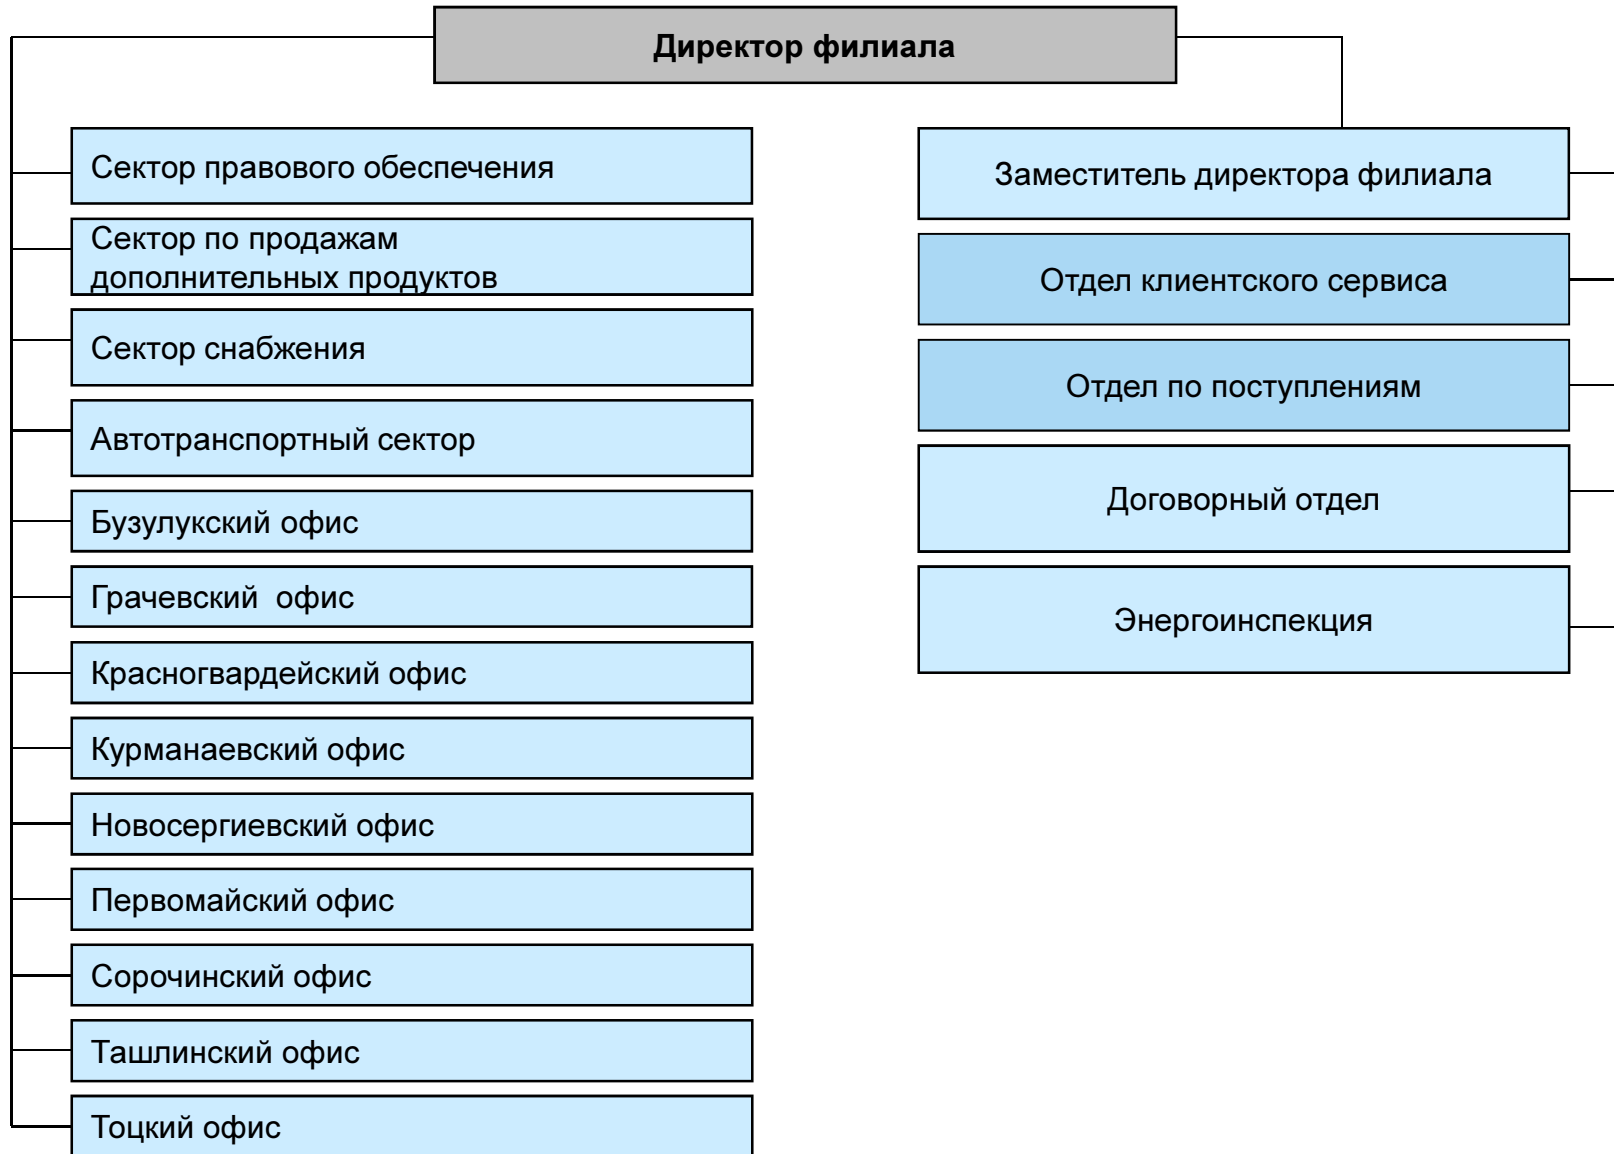 Директор филиала
Сектор правового обеспечения
Сектор по продажам
дополнительных продуктов
Сектор снабжения
Автотранспортный сектор
Бузулукский офис
Грачевский  офис
Красногвардейский офис
Курманаевский офис
Новосергиевский офис
Первомайский офис
Сорочинский офис
Ташлинский офис
Тоцкий офис
Заместитель директора филиала
Отдел клиентского сервиса
Отдел по поступлениям
Договорный отдел
Энергоинспекция